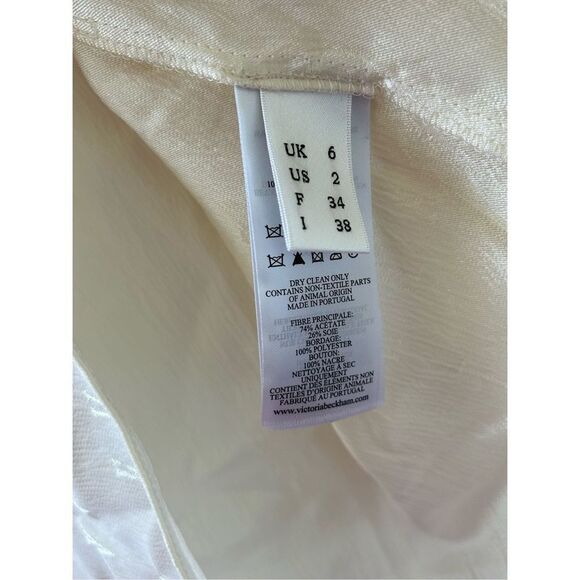 UK 6
US 2
F 34
I 38
10
DRY CLEAN ONLY
CONTAINS NON-TEXTILE PARTS
OF ANIMAL ORIGIN
MADE IN PORTUGAL
FIBRE PRINCIPALE:
74% ACETATE
26% SOIE
BORDAGE:
100% POLYESTER
BOUTON:
100% NACRE
NETTOYAGE A SEC
UNIQUEMENT
CONTIENT DES ELEMENTS NON
TEXTILES D'ORIGINE ANIMALE
FABRIQUE AU PORTUGAL
www.victoriabeckham.com